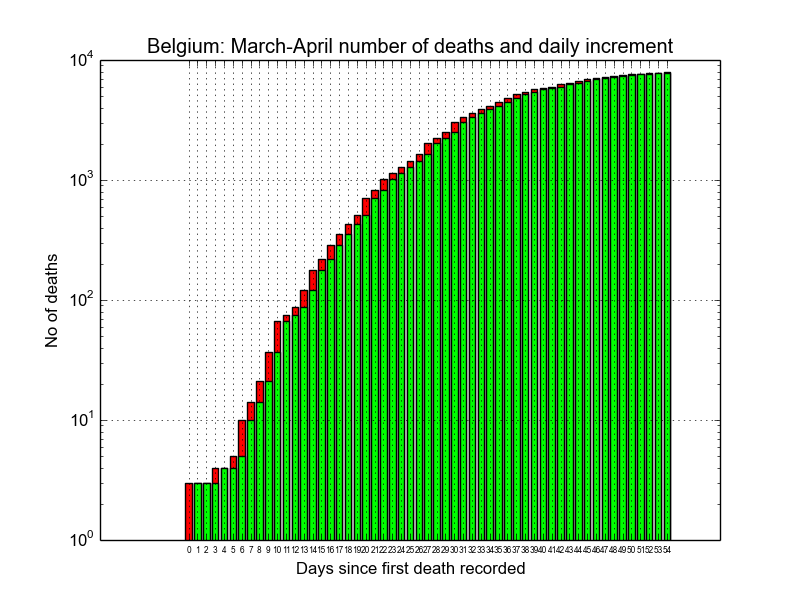 Belgium: March-April number of deaths and daily increment
10^4
10^3
10^2
10^1
10^0
No of deaths
0 1 2 3 4 5 6 7 8 9 10 11 12 13 14 15 16 17 18 19 20 21 22 23 24 25 26 27 28 29 30 31 32 33 34 35 36 37 38 39 40 41 42 43 44 45 46 47 48 49 50 51 52 53 54
Days since first death recorded